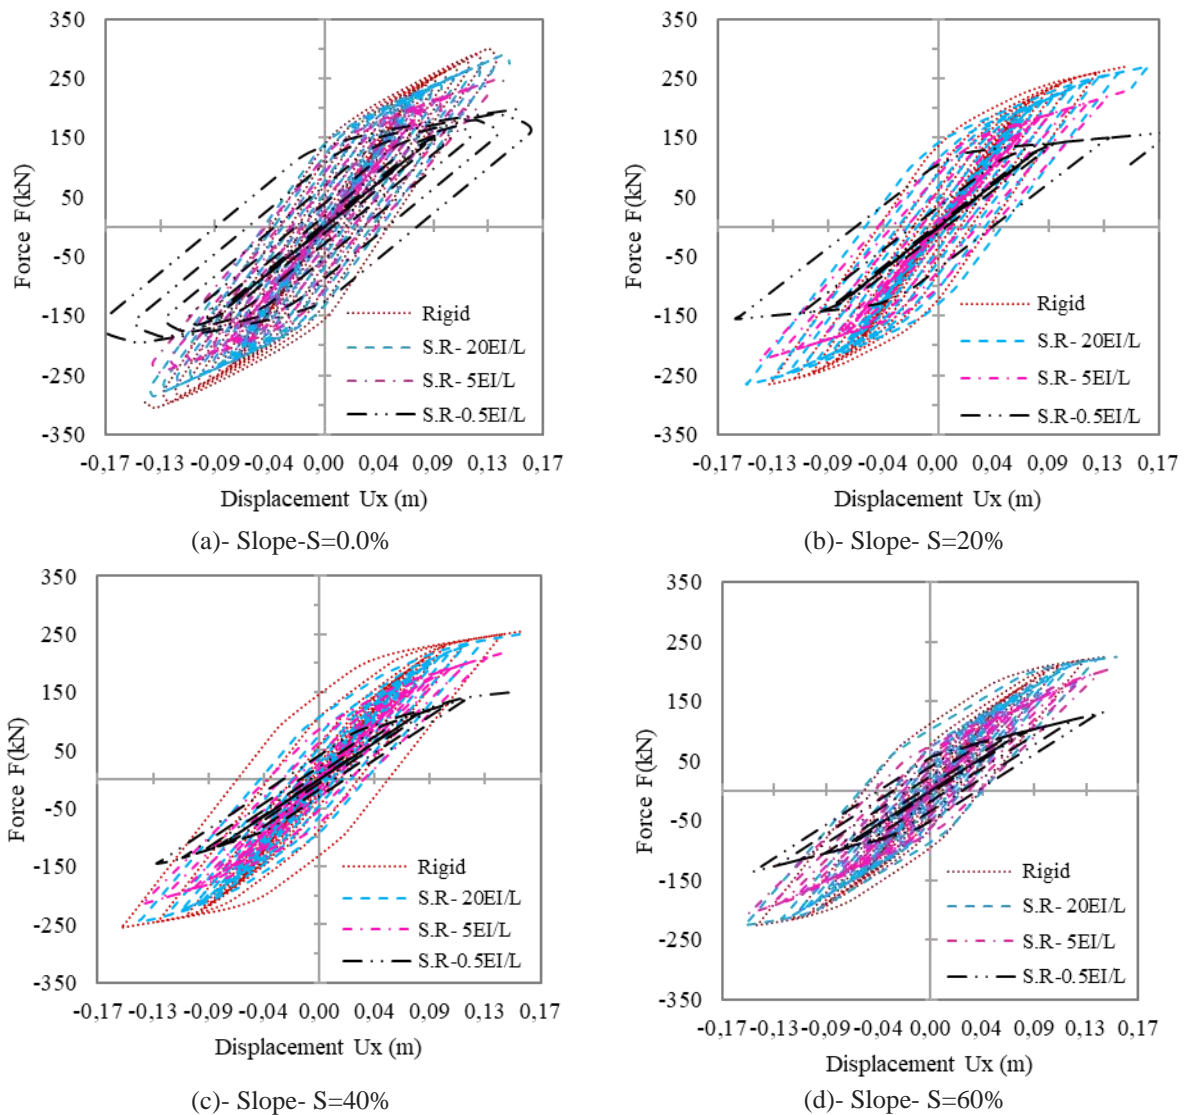 350
250
150
50
-50
-150
-250
-350
Force F(kN)
Rigid
S.R- 20EI/L
S.R- 5EI/L
S.R-0.5EI/L
-0,17 -0,13 -0,09 -0,04 0,00 0,04 0,09 0,13 0,17
Displacement Ux (m)
(a)- Slope-S=0.0%
350
250
150
50
-50
-150
-250
-350
Force F(kN)
Rigid
S.R- 20EI/L
S.R- 5EI/L
S.R-0.5EI/L
-0,17 -0,13 -0,09 -0,04 0,00 0,04 0,09 0,13 0,17
Displacement Ux (m)
(b)- Slope- S=20%
350
250
150
50
-50
-150
-250
-350
Force F(kN)
Rigid
S.R- 20EI/L
S.R- 5EI/L
S.R-0.5EI/L
-0,17 -0,13 -0,09 -0,04 0,00 0,04 0,09 0,13 0,17
Displacement Ux (m)
(c)- Slope- S=40%
350
250
150
50
-50
-150
-250
-350
Force F(kN)
Rigid
S.R- 20EI/L
S.R- 5EI/L
S.R-0.5EI/L
-0,17 -0,13 -0,09 -0,04 0,00 0,04 0,09 0,13 0,17
Displacement Ux (m)
(d)- Slope- S=60%